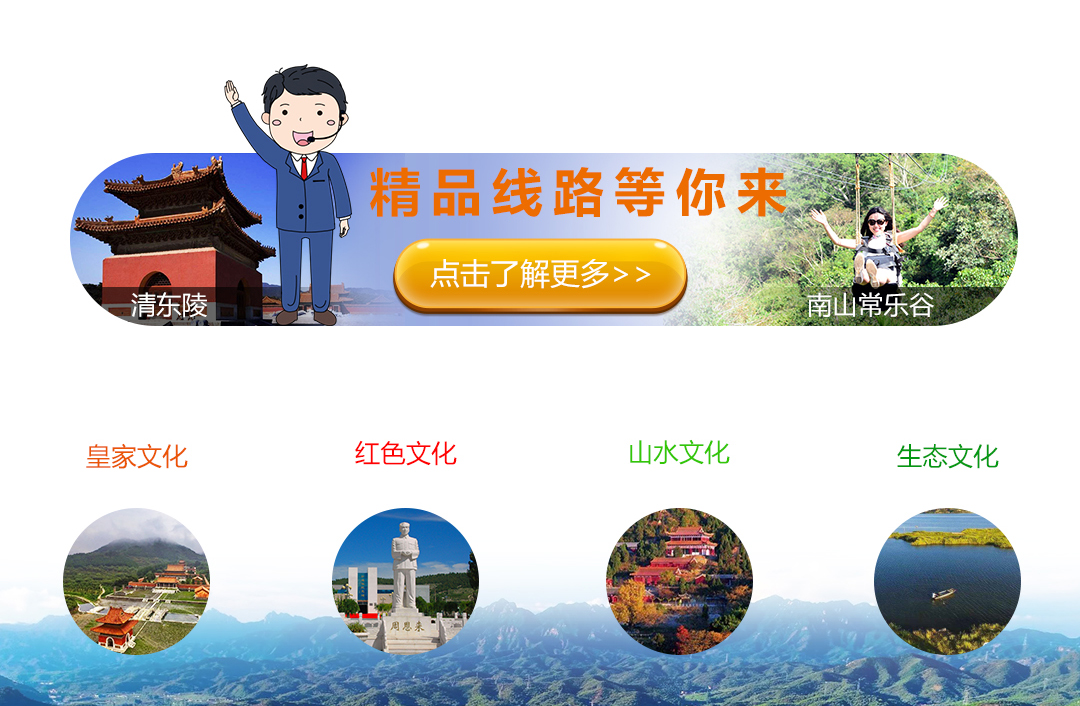 精品线路等你来
点击了解更多>>
清东陵
南山常乐谷
皇家文化
红色文化
山水文化
生态文化
周恩来